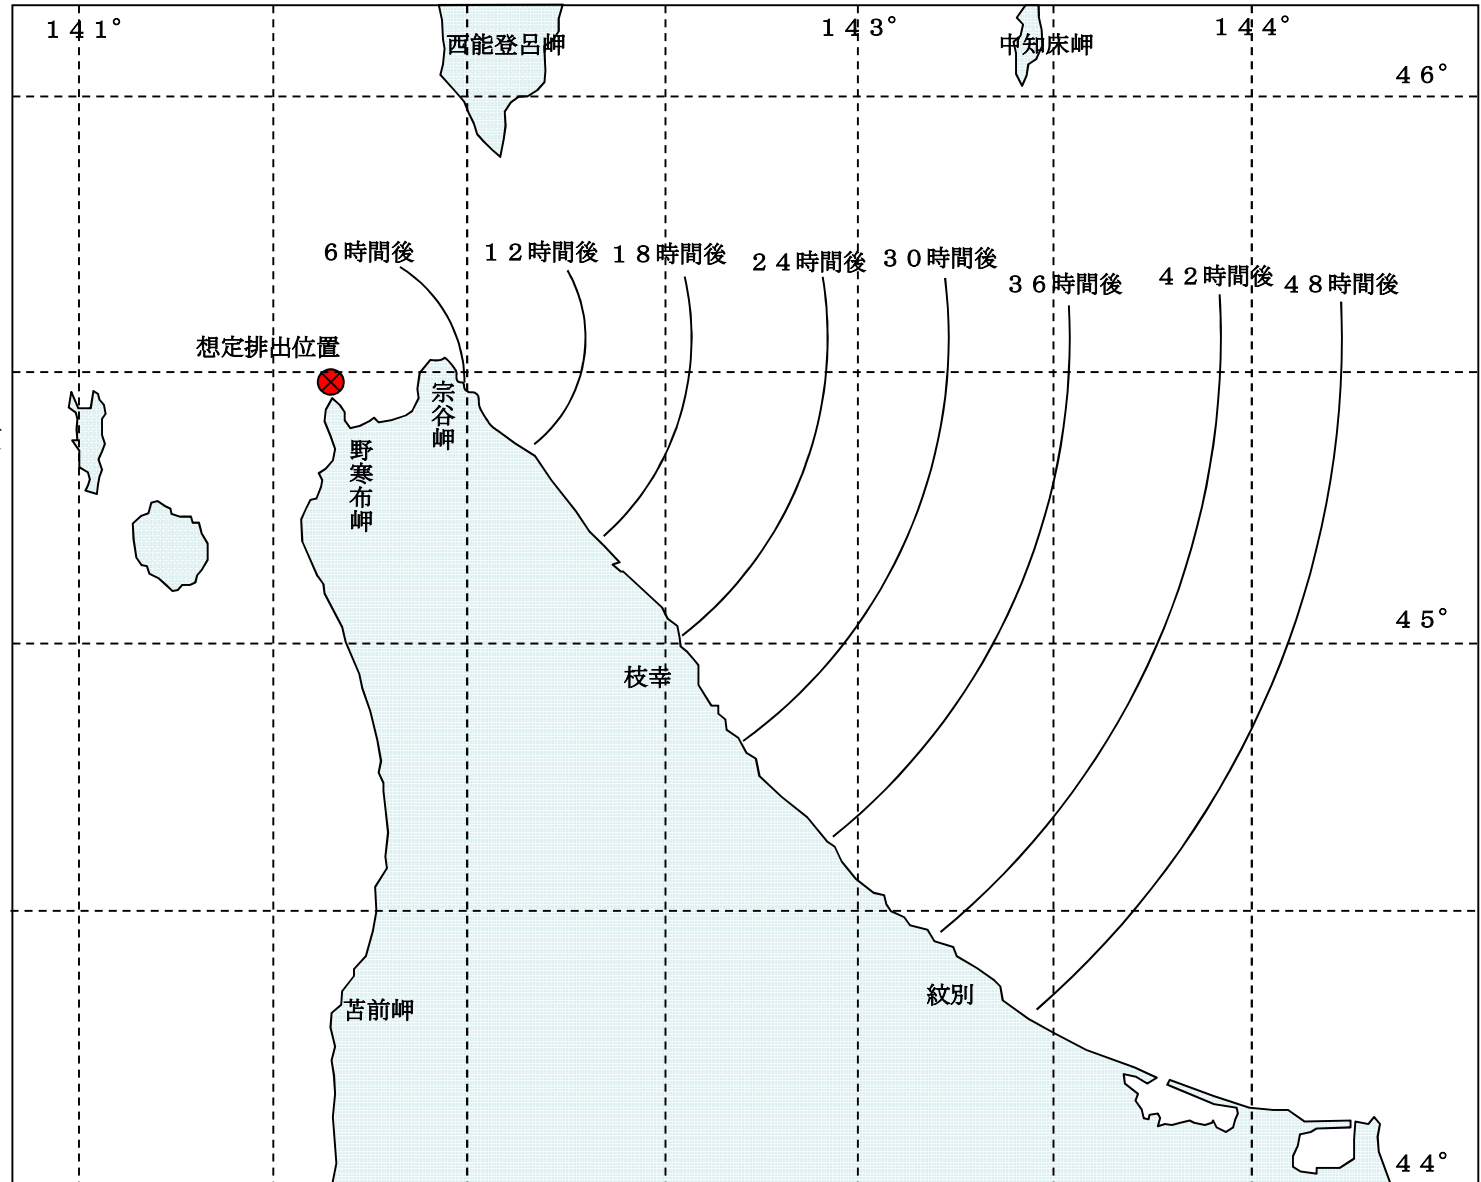 １４１°
１４３°
１４４°
西能登呂岬
中知床岬
４６°
６時間後
１２時間後
１８時間後
２４時間後
３０時間後
３６時間後
４２時間後
４８時間後
想定排出位置
宗谷岬
野寒布岬
４５°
枝幸
紋別
苫前岬
４４°